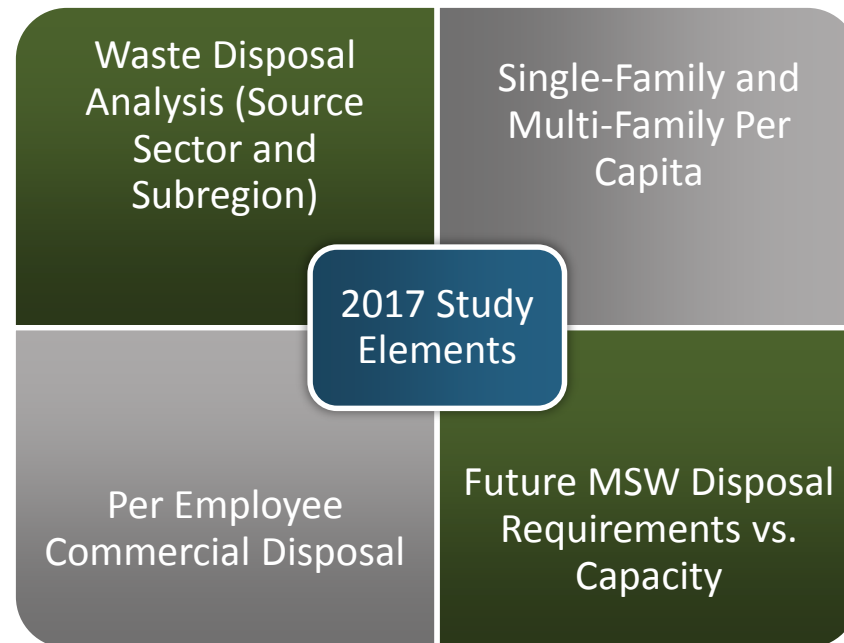 Waste Disposal
Analysis (Source
Sector and
Subregion)
Single-Family and
Multi-Family Per
Capita
2017 Study
Elements
Per Employee
Commercial Disposal
Future MSW Disposal
Requirements vs.
Capacity